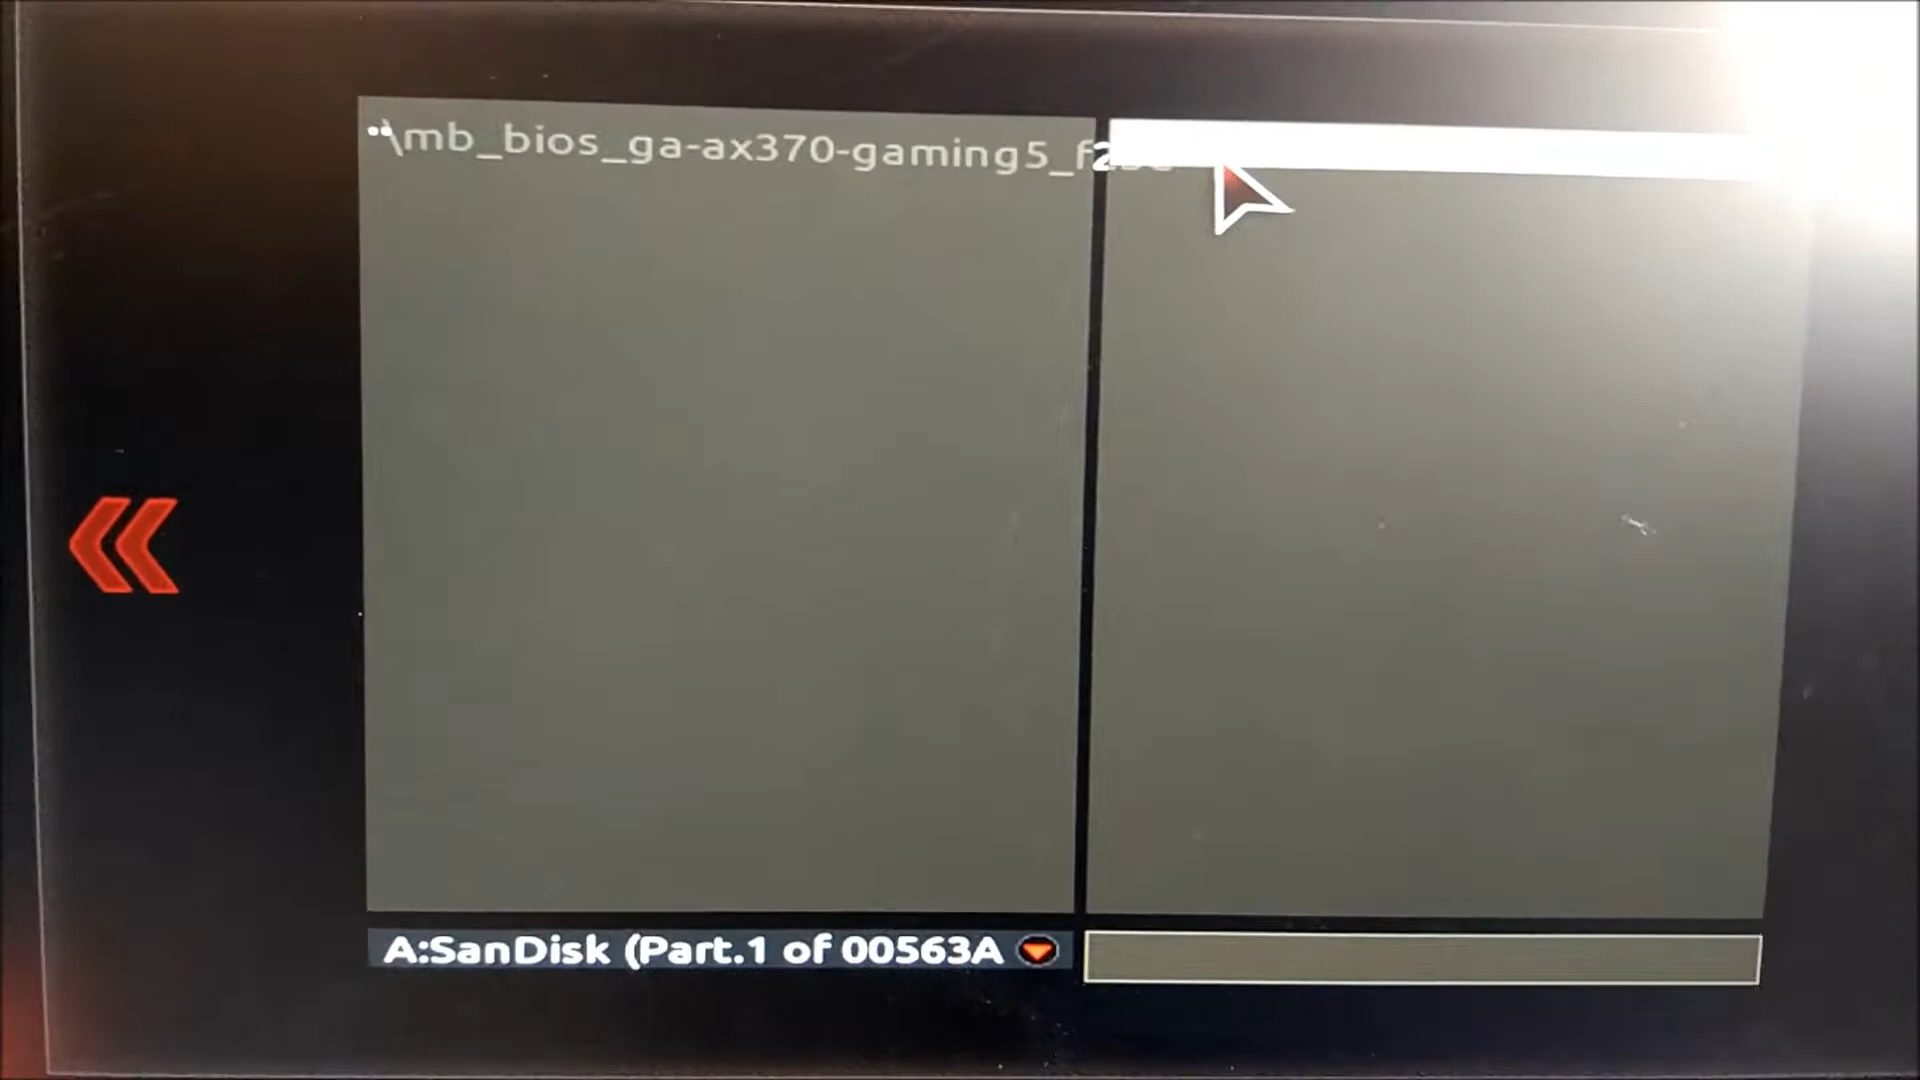 ..\mb_bios_ga-ax370-gaming5_f
A:SanDisk (Part.1 of 00563A